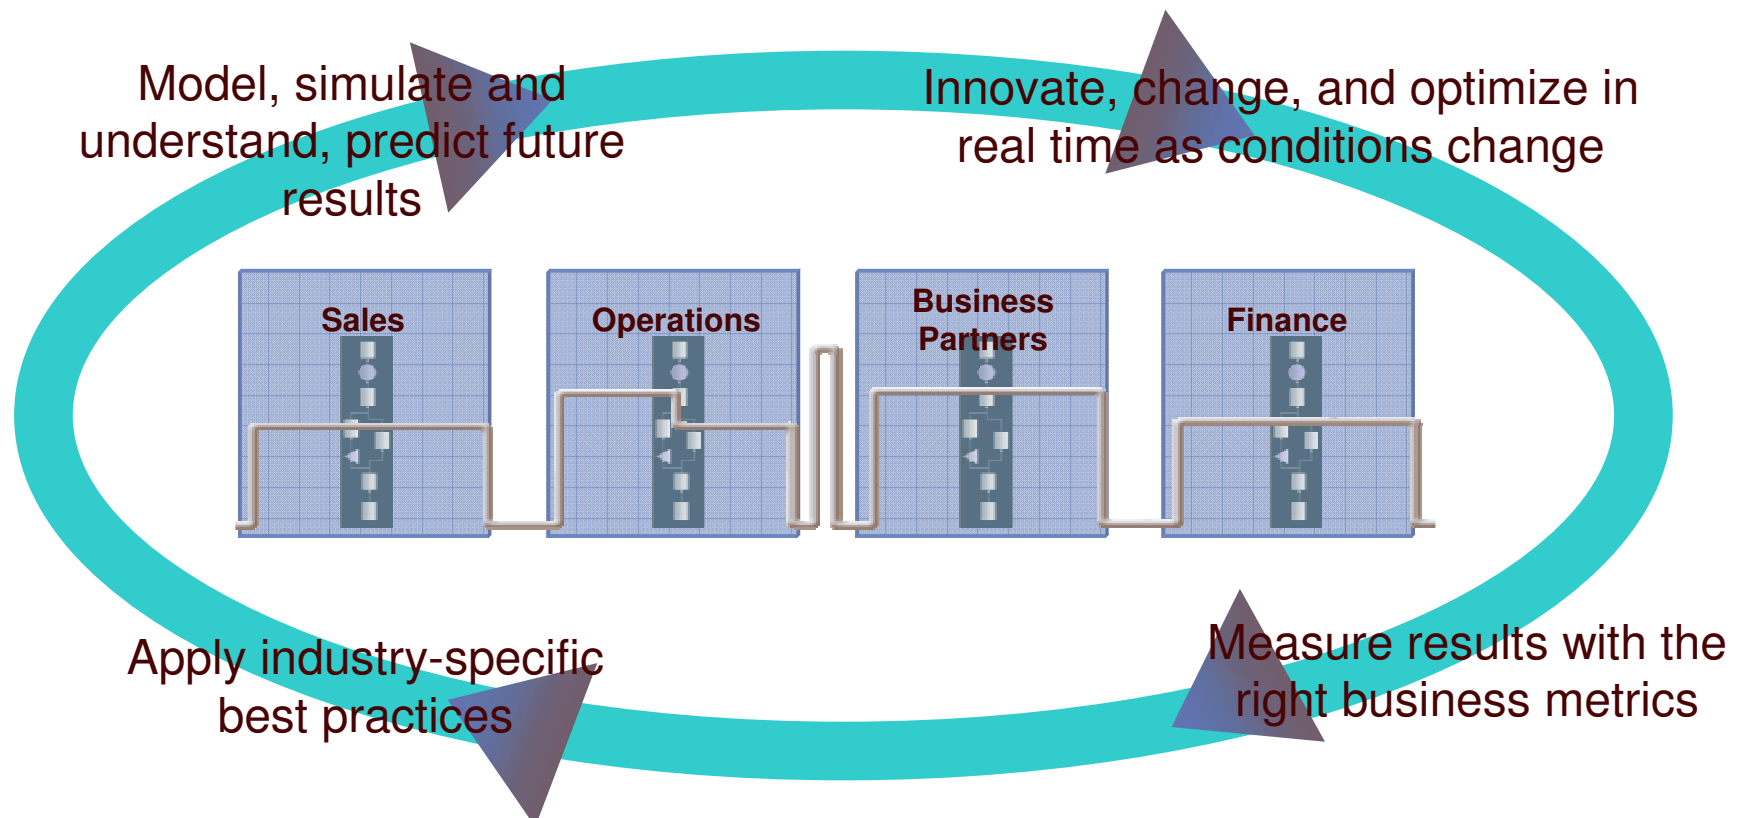 Model, simulate and
understand, predict future
results
Innovate, change, and optimize in
real time as conditions change
Sales
Operations
Business
Partners
Finance
Apply industry-specific
best practices
Measure results with the
right business metrics